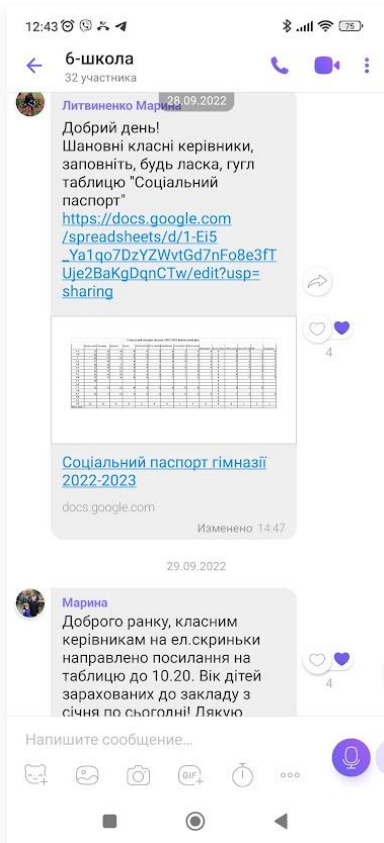 12:43
75
6-школа
32 участника
28.09.2022
Литвиненко Марина
Добрий день!
Шановні класні керівники,
заповніть, будь ласка, гугл
таблицю "Соціальний
паспорт"
https://docs.google.com
/spreadsheets/d/1-Ei5
_Ya1qo7DzYZWvtGd7nFo8e3fT
Uje2BaKgDqnCTw/edit?usp=
sharing
4
Соціальний паспорт гімназії
2022-2023
docs.google.com
Изменено 14:47
29.09.2022
Марина
Доброго ранку, класним
керівникам на ел.скриньки
направлено посилання на
таблицю до 10.20. Вік дітей
зарахованих до закладу з
січня по сьогодні! Дякую
4
Напишите сообщение...
GIF